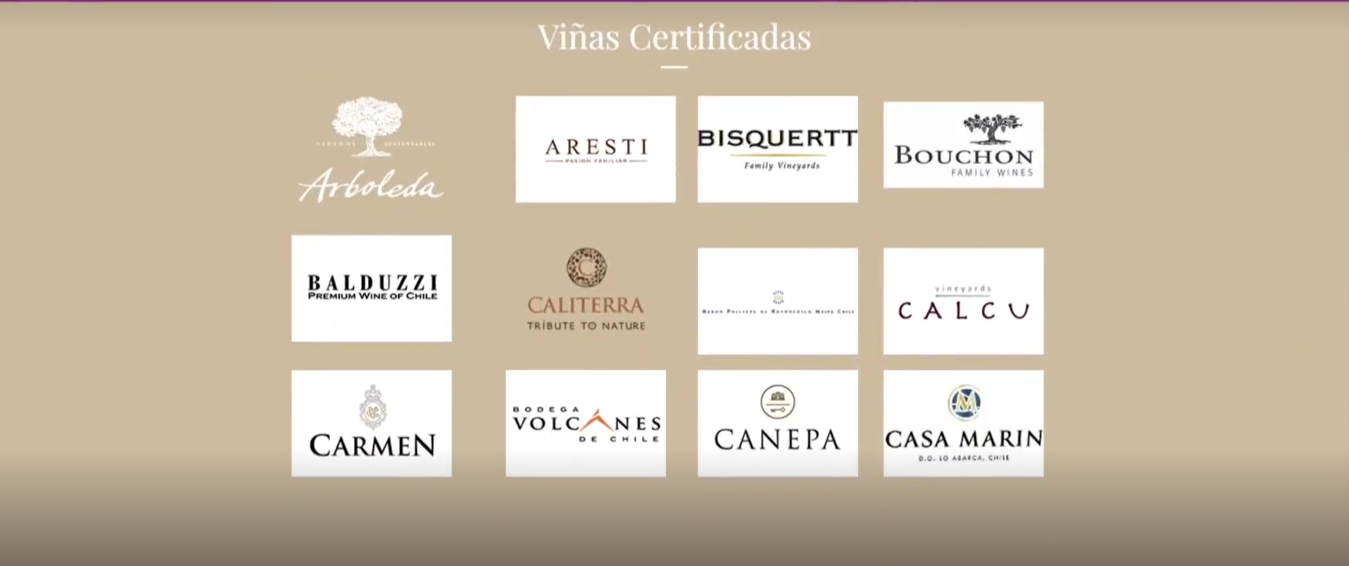 Viñas Certificadas
VIÑEDOS SUSTENTABLES
Arboleda
ARESTI
PASION FAMILIAR
BISQUERTT
Family Vineyards
BOUCHON
FAMILY WINES
BALDUZZI
PREMIUM WINE OF CHILE
CALITERRA
TRIBUTE TO NATURE
BARON PHILIPPE DE ROTHSCHILD MAIPO CHILE
vineyards
CALCU
CARMEN
BODEGA
VOLCANES
DE CHILE
CANEPA
CASA MARIN
D.O. LO ABARCA, CHILE